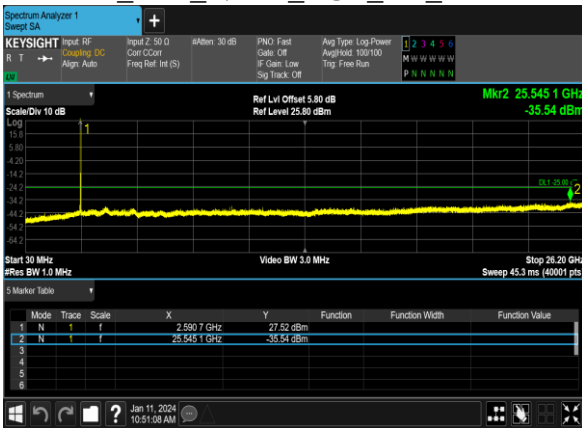 Spectrum Analyzer 1
Swept SA
+
KEYSIGHT Input: RF Input Z: 50 Ω #Atten: 30 dB PNO: Fast Avg Type: Log-Power 1 2 3 4 5 6
R T Coupling: DC Corr CCorr Gate: Off Avg|Hold: 100/100 M W W W W W
Align: Auto Freq Ref: Int (S) IF Gain: Low Trig: Free Run
Sig Track: Off P N N N N N
LV
1 Spectrum Ref Lvl Offset 5.80 dB Mkr2 25.545 1 GHz
Scale/Div 10 dB Ref Level 25.80 dBm -35.54 dBm
Log
15.8 1
5.80
-4.20
-14.2
-24.2 DL1 -25.00 2
-34.2
-44.2
-54.2
-64.2
Start 30 MHz Video BW 3.0 MHz Stop 26.20 GHz
#Res BW 1.0 MHz Sweep 45.3 ms (40001 pts
5 Marker Table
Mode Trace Scale X Y Function Function Width Function Value
1 N 1 f 2.590 7 GHz 27.52 dBm
2 N 1 f 25.545 1 GHz -35.54 dBm
3
4
5
6
? Jan 11, 2024
10:51:08 AM